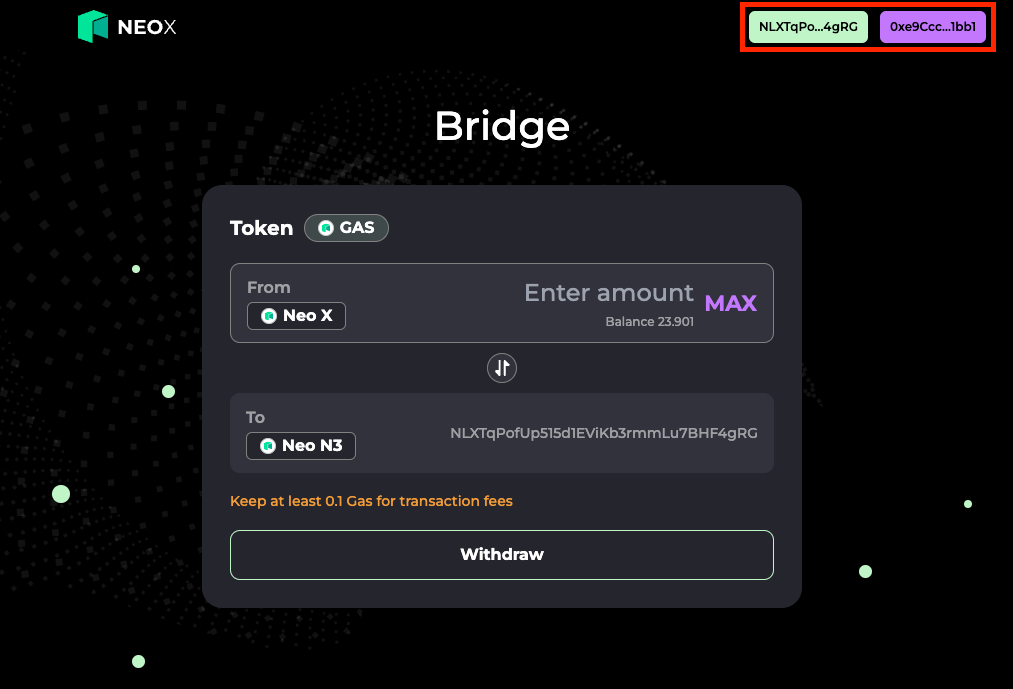 NEOX
NLXTqPo...4gRG 0xe9Ccc...1bb1
Bridge
Token GAS
From
Enter amount
MAX
Neo X
Balance 23.901
To
NLXTqPofUp515d1EViKb3rmmLu7BHF4gRG
Neo N3
Keep at least 0.1 Gas for transaction fees
Withdraw